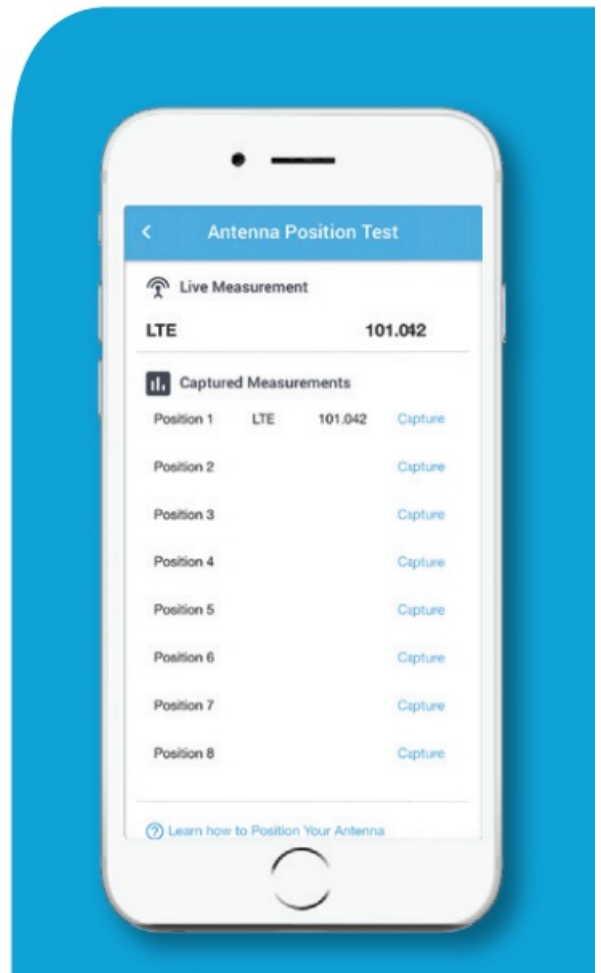 Antenna Position Test
Live Measurement
LTE 101.042
Captured Measurements
Position 1 LTE 101.042 Capture
Position 2 Capture
Position 3 Capture
Position 4 Capture
Position 5 Capture
Position 6 Capture
Position 7 Capture
Position 8 Capture
Learn how to Position Your Antenna